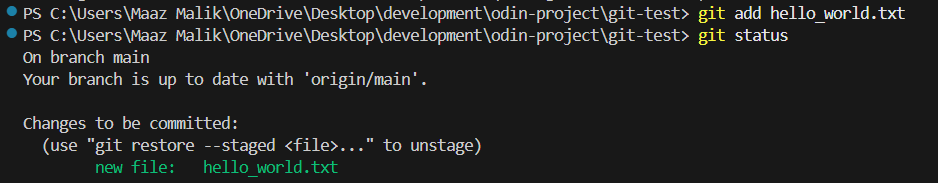 PS C:\Users\Maaz Malik\OneDrive\Desktop\development\odin-project\git-test> git add hello_world.txt
PS C:\Users\Maaz Malik\OneDrive\Desktop\development\odin-project\git-test> git status
On branch main
Your branch is up to date with 'origin/main'.

Changes to be committed:
  (use "git restore --staged <file>..." to unstage)
        new file:   hello_world.txt